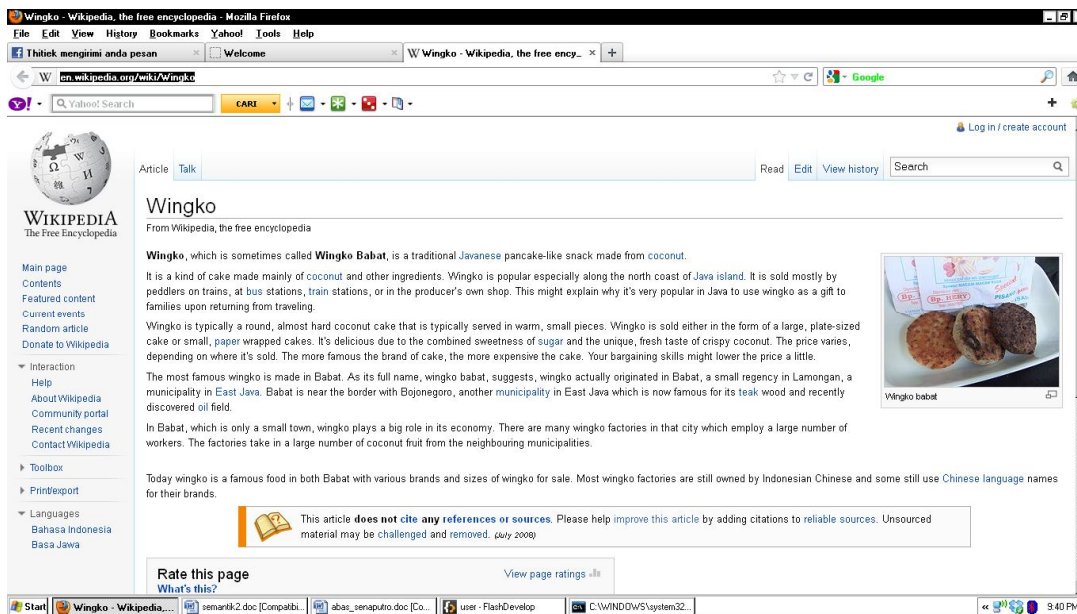 Wingko - Wikipedia, the free encyclopedia - Mozilla Firefox
File Edit View History Bookmarks Yahoo! Tools Help
Thitiek mengirimi anda pesan × Welcome × W Wingko - Wikipedia, the free ency... × +
W en.wikipedia.org/wiki/Wingko Google
Y! Yahoo! Search CARI
Log in / create account
Article Talk Read Edit View history Search
WIKIPEDIA
The Free Encyclopedia
Main page
Contents
Featured content
Current events
Random article
Donate to Wikipedia
Interaction
Help
About Wikipedia
Community portal
Recent changes
Contact Wikipedia
Toolbox
Print/export
Languages
Bahasa Indonesia
Basa Jawa
Wingko
From Wikipedia, the free encyclopedia
Wingko, which is sometimes called Wingko Babat, is a traditional Javanese pancake-like snack made from coconut.
It is a kind of cake made mainly of coconut and other ingredients. Wingko is popular especially along the north coast of Java island. It is sold mostly by
peddlers on trains, at bus stations, train stations, or in the producer's own shop. This might explain why it's very popular in Java to use wingko as a gift to
families upon returning from traveling.
Wingko is typically a round, almost hard coconut cake that is typically served in warm, small pieces. Wingko is sold either in the form of a large, plate-sized
cake or small, paper wrapped cakes. It's delicious due to the combined sweetness of sugar and the unique, fresh taste of crispy coconut. The price varies,
depending on where it's sold. The more famous the brand of cake, the more expensive the cake. Your bargaining skills might lower the price a little.
The most famous wingko is made in Babat. As its full name, wingko babat, suggests, wingko actually originated in Babat, a small regency in Lamongan, a
municipality in East Java. Babat is near the border with Bojonegoro, another municipality in East Java which is now famous for its teak wood and recently
discovered oil field.
In Babat, which is only a small town, wingko plays a big role in its economy. There are many wingko factories in that city which employ a large number of
workers. The factories take in a large number of coconut fruit from the neighbouring municipalities.
Today wingko is a famous food in both Babat with various brands and sizes of wingko for sale. Most wingko factories are still owned by Indonesian Chinese and some still use Chinese language names
for their brands.
Special
Wingko babat
This article does not cite any references or sources. Please help improve this article by adding citations to reliable sources. Unsourced
material may be challenged and removed. (July 2008)
Rate this page View page ratings
What's this?
Start Wingko - Wikipedia,... semantik2.doc [Compatibi... abas_senaputro.doc [Co... user - FlashDevelop C:\WINDOWS\system32... 9:40 PM